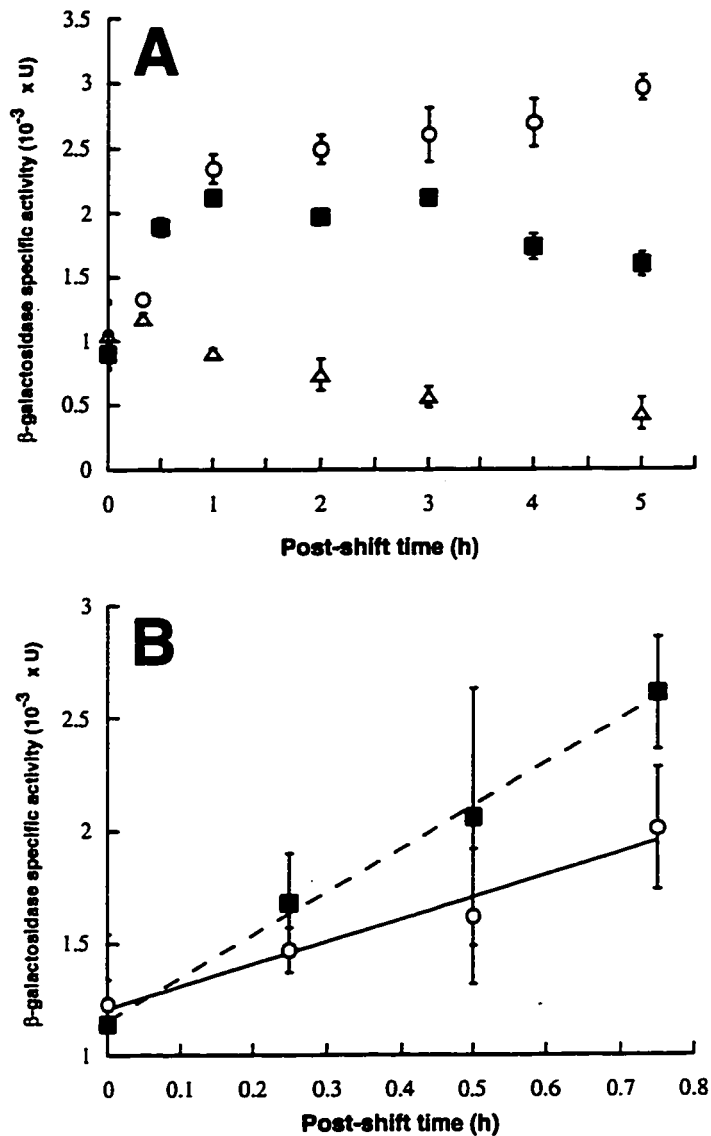 A
β-galactosidase specific activity (10⁻³ x U)
3.5
3
2.5
2
1.5
1
0.5
0
0 1 2 3 4 5
Post-shift time (h)
B
β-galactosidase specific activity (10⁻³ x U)
3
2.5
2
1.5
1
0 0.1 0.2 0.3 0.4 0.5 0.6 0.7 0.8
Post-shift time (h)